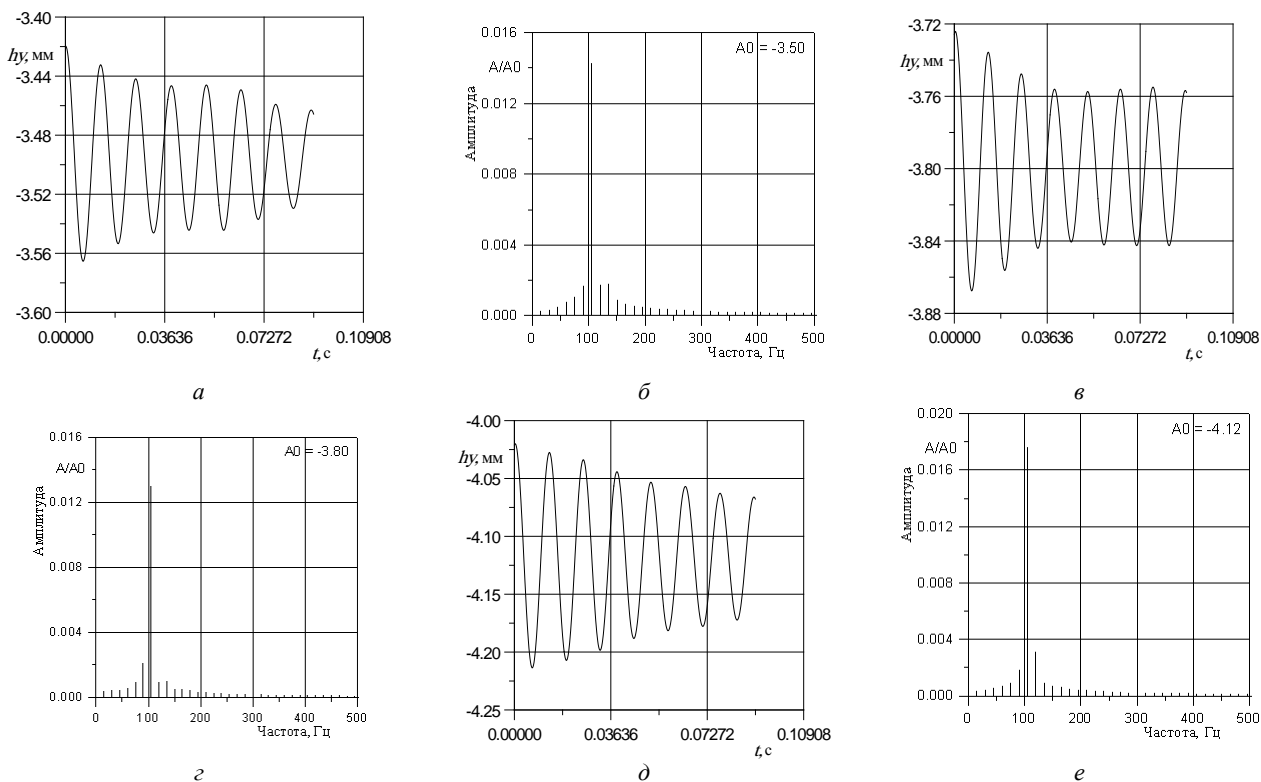 -3.40
hy, мм
-3.44
-3.48
-3.52
-3.56
-3.60
0.00000 0.03636 0.07272 0.10908
t, с
а
0.016
A0 = -3.50
A/A0
Амплитуда
0.012
0.008
0.004
0.000
0 100 200 300 400 500
Частота, Гц
б
-3.72
hy, мм
-3.76
-3.80
-3.84
-3.88
0.00000 0.03636 0.07272 0.10908
t, с
в
0.016
A0 = -3.80
A/A0
Амплитуда
0.012
0.008
0.004
0.000
0 100 200 300 400 500
Частота, Гц
г
-4.00
hy, мм
-4.05
-4.10
-4.15
-4.20
-4.25
0.00000 0.03636 0.07272 0.10908
t, с
д
0.020
A0 = -4.12
A/A0
Амплитуда
0.016
0.012
0.008
0.004
0.000
0 100 200 300 400 500
Частота, Гц
е